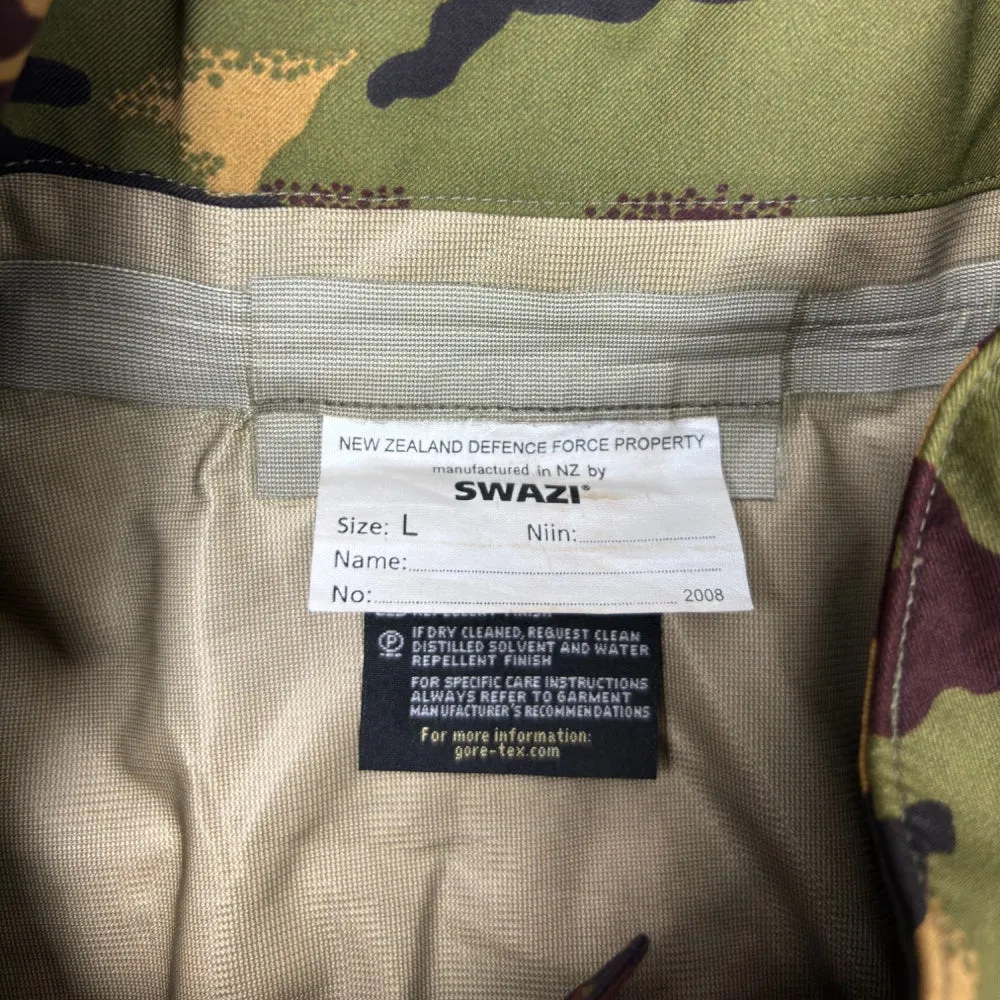 NEW ZEALAND DEFENCE FORCE PROPERTY
manufactured in NZ by
SWAZI®
Size: L Niin:
Name:
No: 2008
P IF DRY CLEANED, REQUEST CLEAN
DISTILLED SOLVENT AND WATER
REPELLENT FINISH
FOR SPECIFIC CARE INSTRUCTIONS
ALWAYS REFER TO GARMENT
MANUFACTURER'S RECOMMENDATIONS
For more information:
gore-tex.com